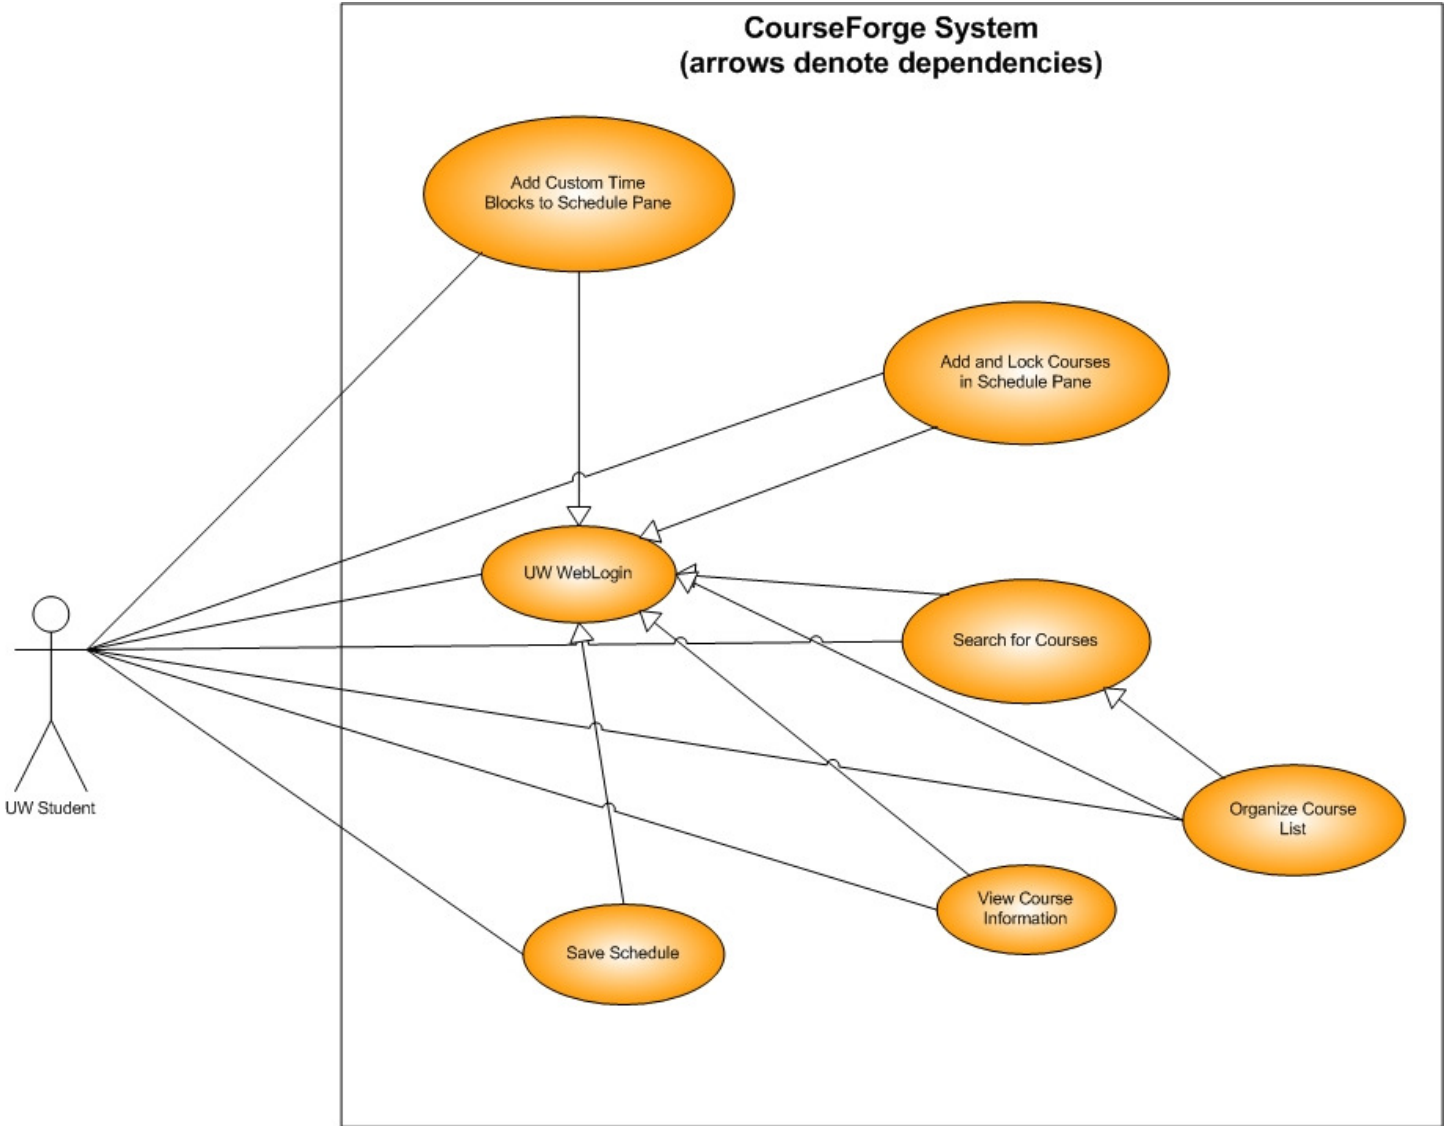 CourseForge System
(arrows denote dependencies)
Add Custom Time
Blocks to Schedule Pane
Add and Lock Courses
in Schedule Pane
UW WebLogin
Search for Courses
UW Student
Organize Course
List
View Course
Information
Save Schedule